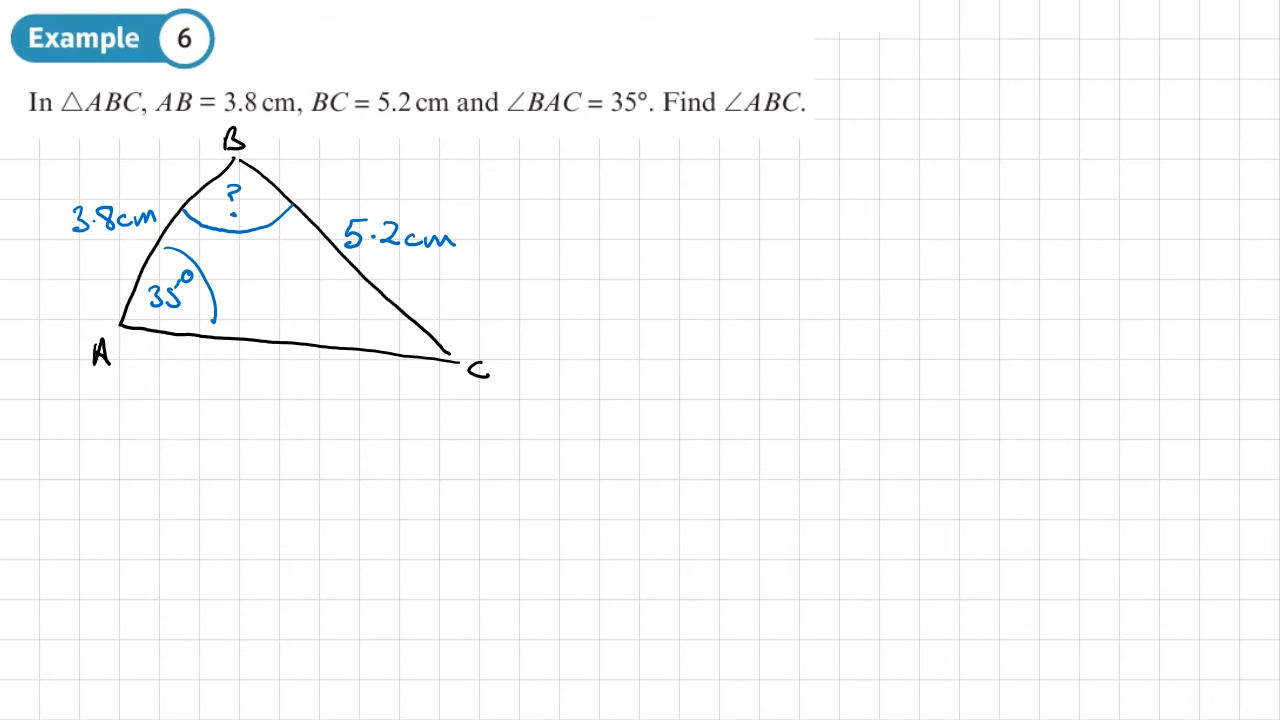 Example 6
In △ABC, AB = 3.8 cm, BC = 5.2 cm and ∠BAC = 35°. Find ∠ABC.
B
?
3.8cm
5.2cm
35°
A
C